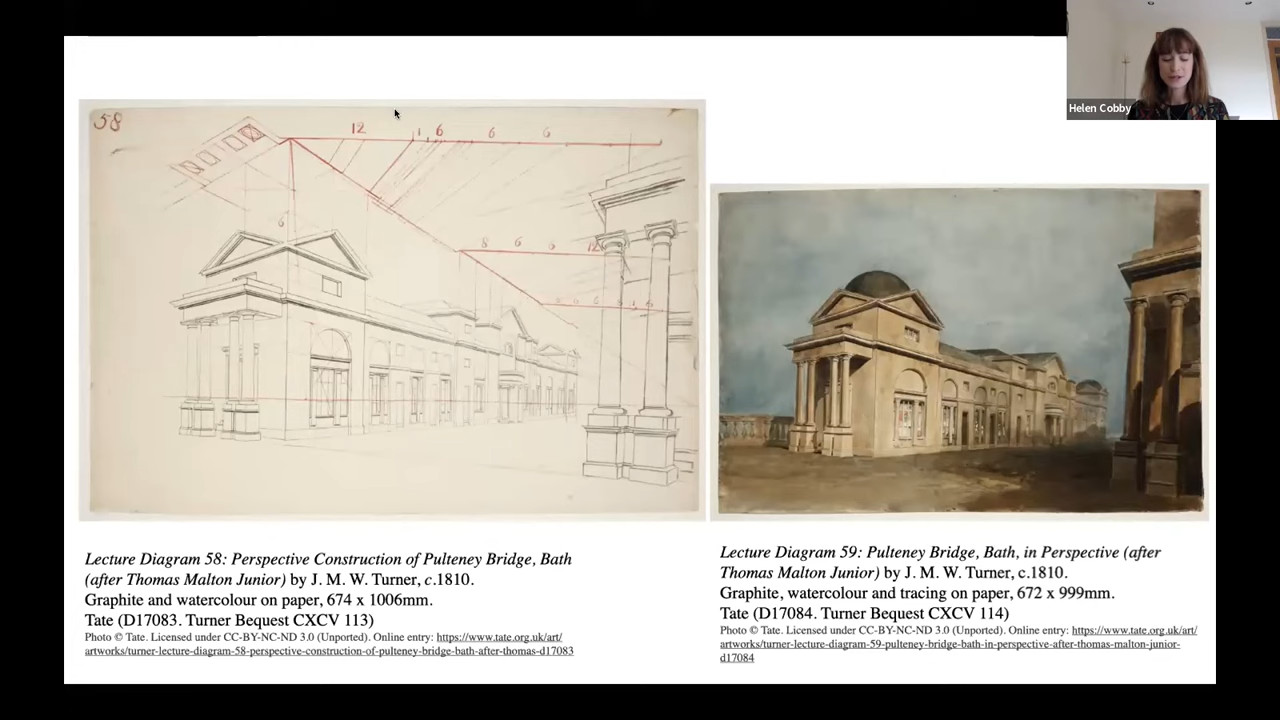 Helen Cobby
58
12 1 6 6 6
6
8 6 6 12
Lecture Diagram 58: Perspective Construction of Pulteney Bridge, Bath
(after Thomas Malton Junior) by J. M. W. Turner, c.1810.
Graphite and watercolour on paper, 674 x 1006mm.
Tate (D17083. Turner Bequest CXCV 113)
Photo © Tate. Licensed under CC-BY-NC-ND 3.0 (Unported). Online entry: https://www.tate.org.uk/art/
artworks/turner-lecture-diagram-58-perspective-construction-of-pulteney-bridge-bath-after-thomas-d17083
Lecture Diagram 59: Pulteney Bridge, Bath, in Perspective (after
Thomas Malton Junior) by J. M. W. Turner, c.1810.
Graphite, watercolour and tracing on paper, 672 x 999mm.
Tate (D17084. Turner Bequest CXCV 114)
Photo © Tate. Licensed under CC-BY-NC-ND 3.0 (Unported). Online entry: https://www.tate.org.uk/art/
artworks/turner-lecture-diagram-59-pulteney-bridge-bath-in-perspective-after-thomas-malton-junior-
d17084